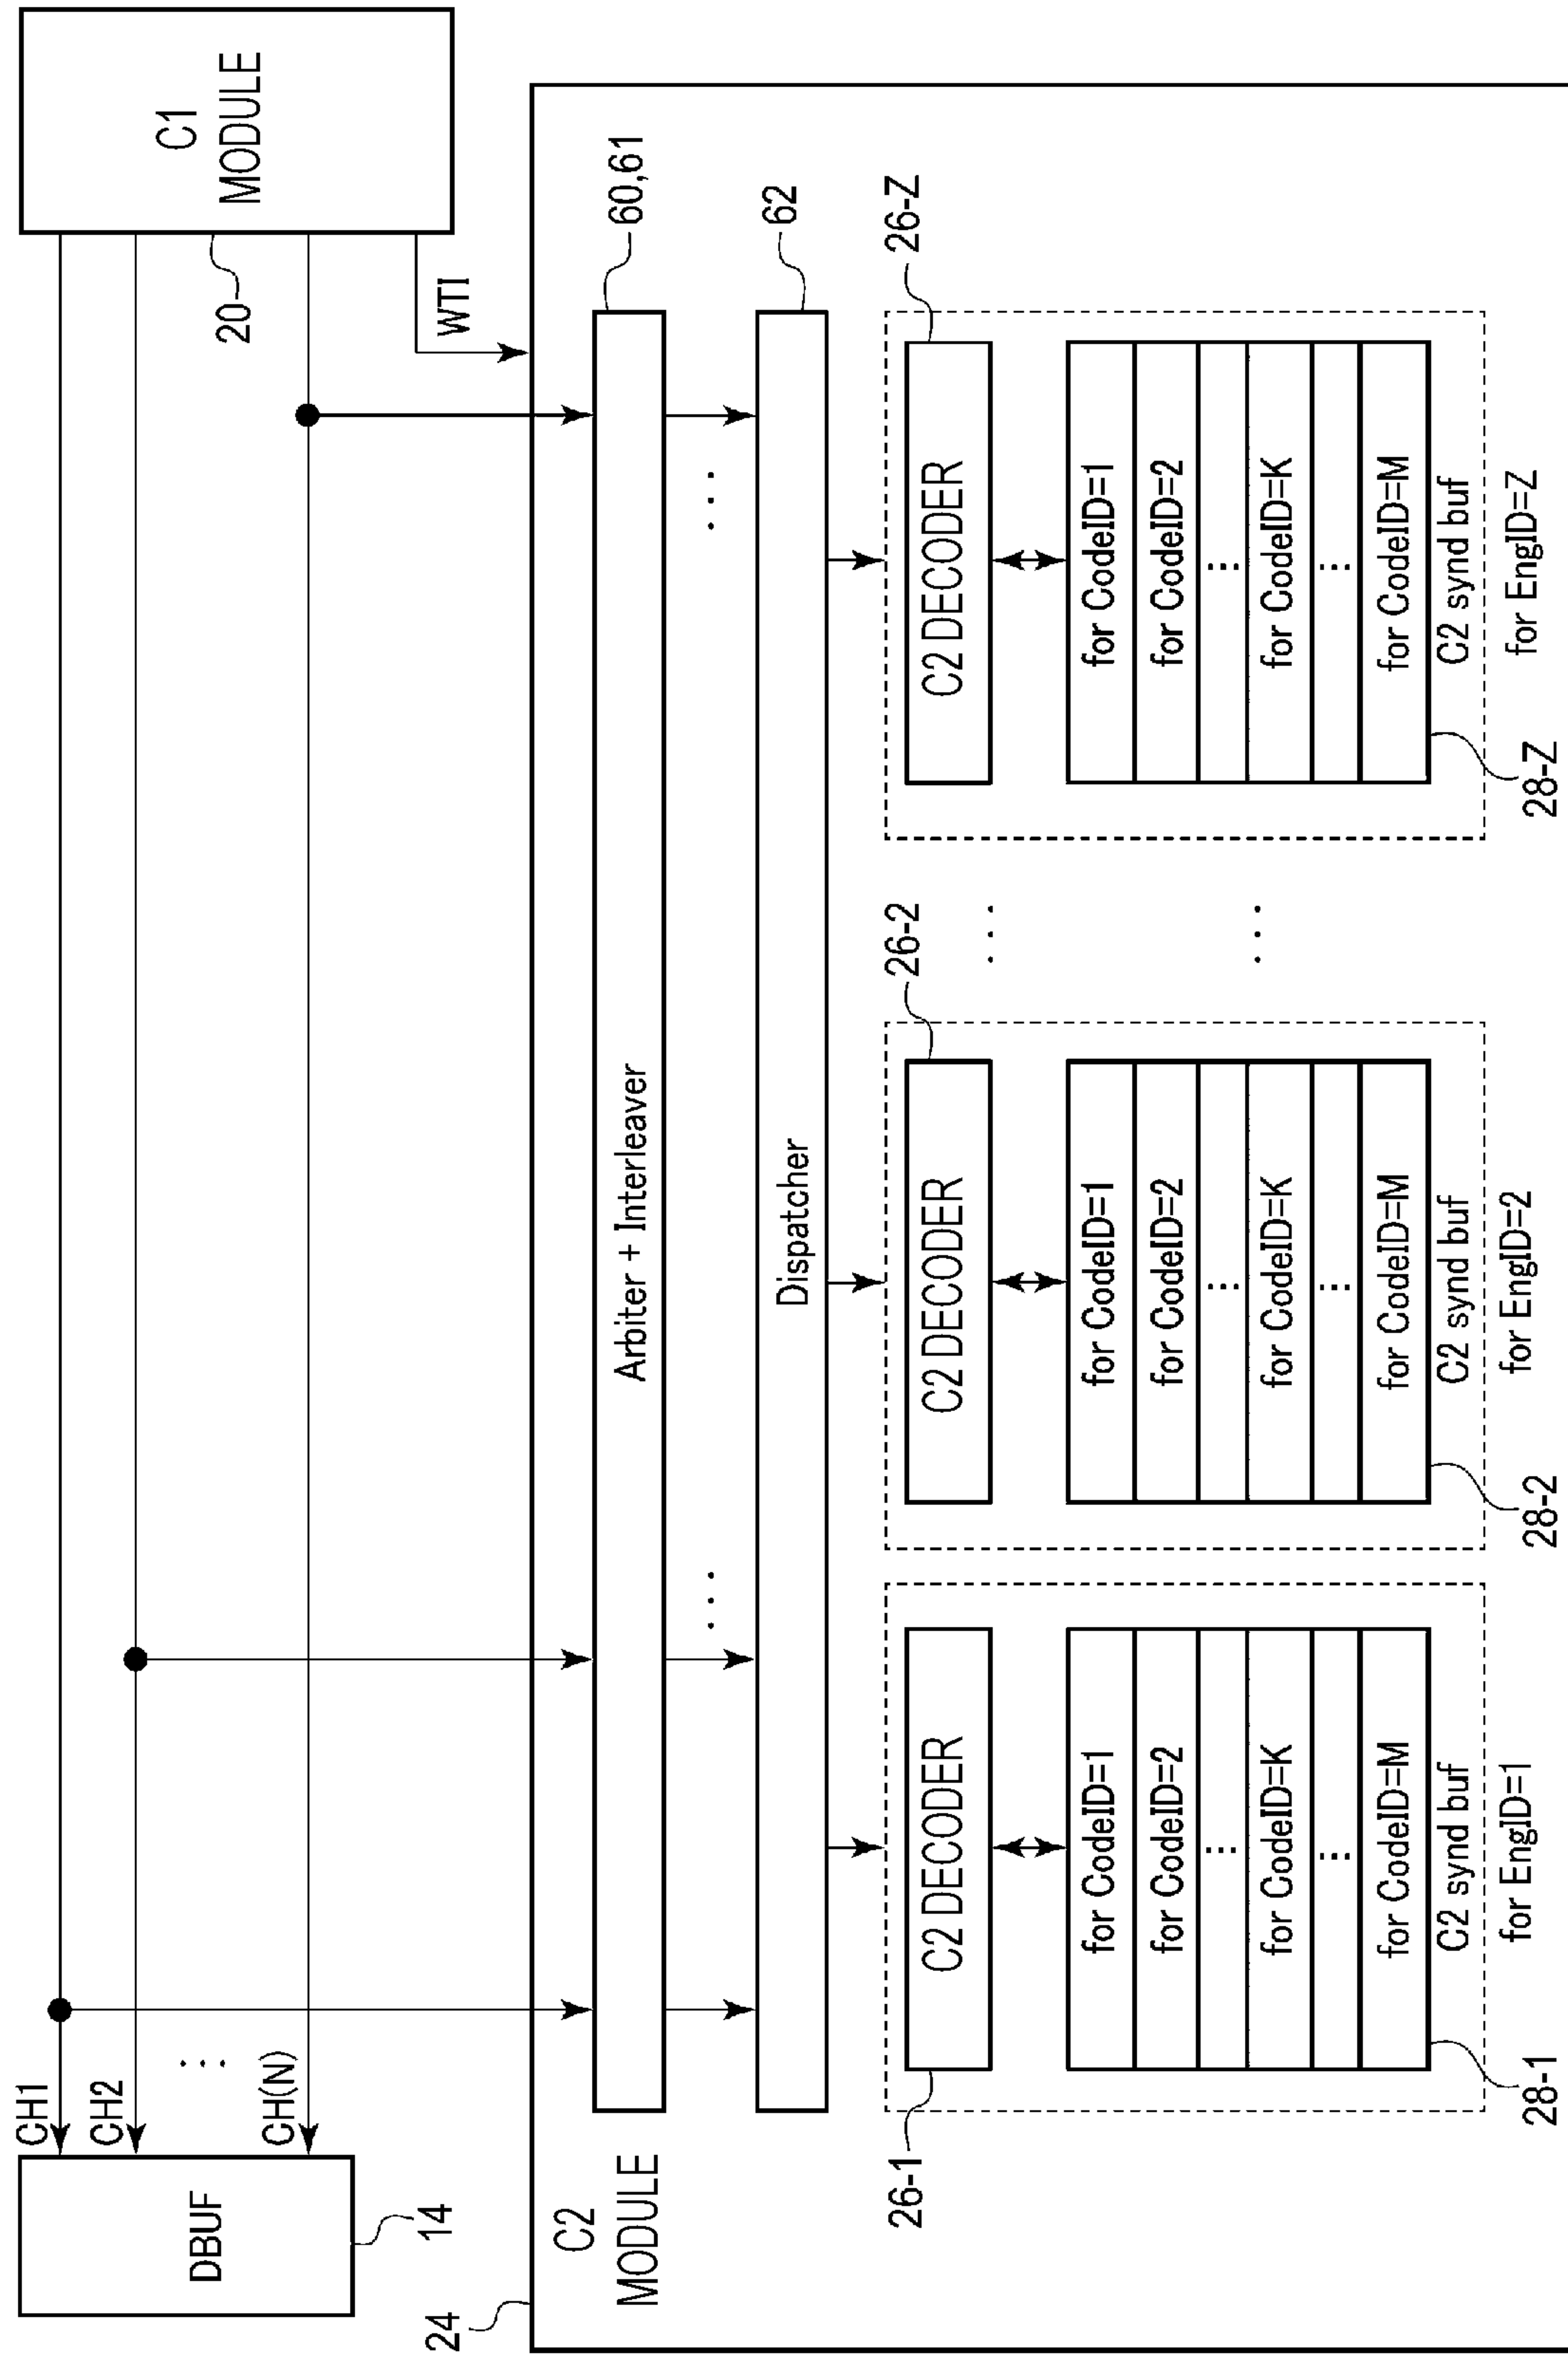 C1
MODULE
20
WTI
CH1
CH2
⋮
CH(N)
DBUF
14
24
C2
MODULE
60,61
Arbiter + Interleaver
...
...
62
Dispatcher
26-1
C2 DECODER
for CodeID=1
for CodeID=2
...
for CodeID=K
...
for CodeID=M
C2 synd buf
for EngID=1
28-1
26-2
C2 DECODER
for CodeID=1
for CodeID=2
...
for CodeID=K
...
for CodeID=M
C2 synd buf
for EngID=2
28-2
...
...
26-Z
C2 DECODER
for CodeID=1
for CodeID=2
...
for CodeID=K
...
for CodeID=M
C2 synd buf
for EngID=Z
28-Z